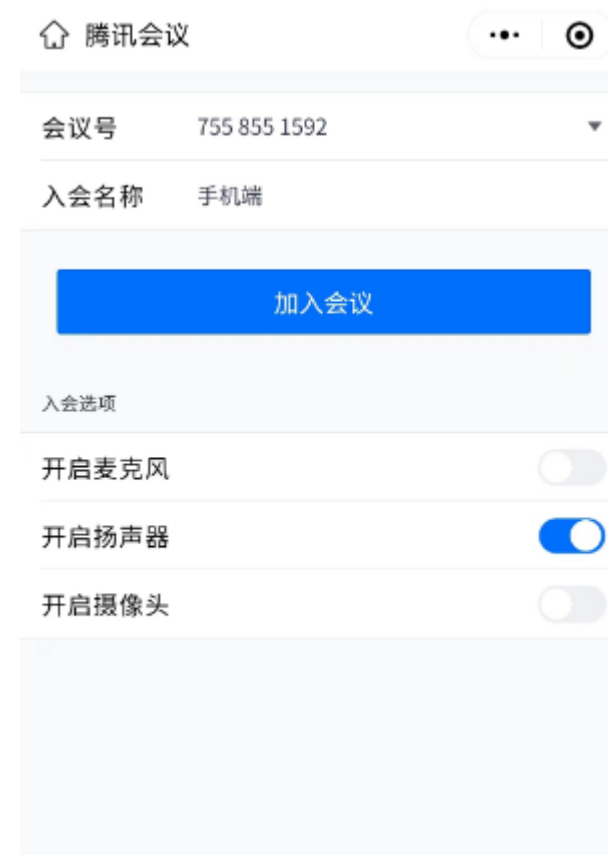 腾讯会议
会议号 755 855 1592
入会名称 手机端
加入会议
入会选项
开启麦克风
开启扬声器
开启摄像头